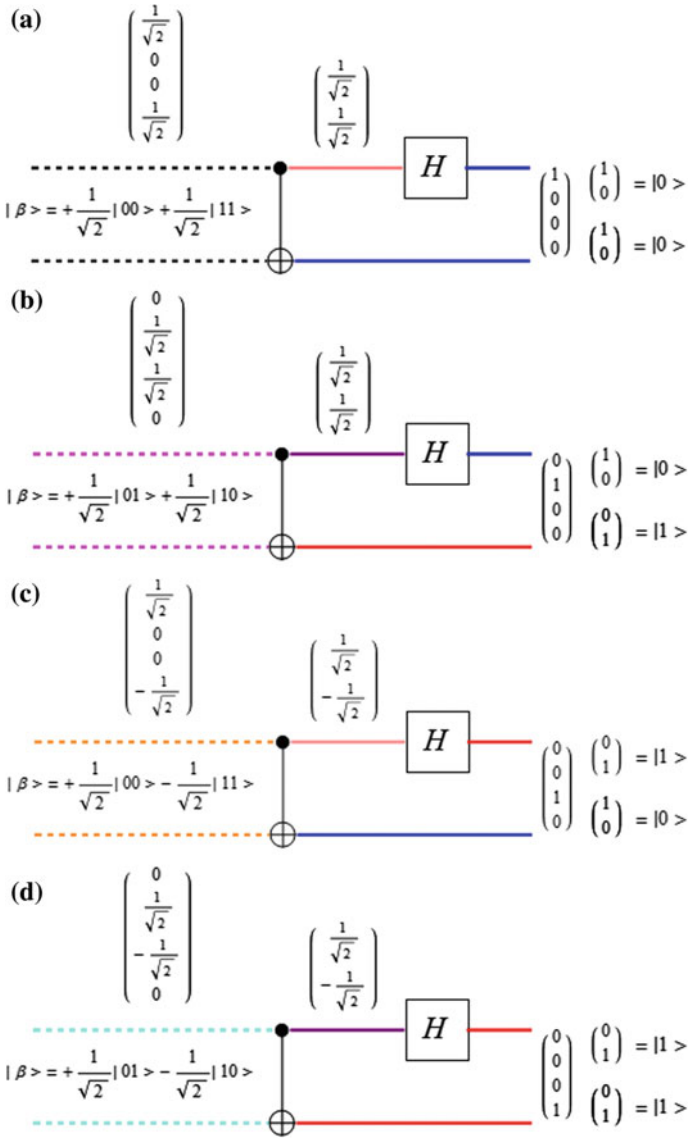 (a)
( 1/√2 0 0 1/√2 )
( 1/√2 1/√2 )
H
| β > = + 1/√2 | 00 > + 1/√2 | 11 >
( 1 0 0 0 )
( 1 0 ) = |0 >
( 1 0 ) = |0 >
(b)
( 0 1/√2 1/√2 0 )
( 1/√2 1/√2 )
H
| β > = + 1/√2 | 01 > + 1/√2 | 10 >
( 0 1 0 0 )
( 1 0 ) = |0 >
( 0 1 ) = |1 >
(c)
( 1/√2 0 0 - 1/√2 )
( 1/√2 - 1/√2 )
H
| β > = + 1/√2 | 00 > - 1/√2 | 11 >
( 0 0 1 0 )
( 0 1 ) = |1 >
( 1 0 ) = |0 >
(d)
( 0 1/√2 - 1/√2 0 )
( 1/√2 - 1/√2 )
H
| β > = + 1/√2 | 01 > - 1/√2 | 10 >
( 0 0 0 1 )
( 0 1 ) = |1 >
( 0 1 ) = |1 >